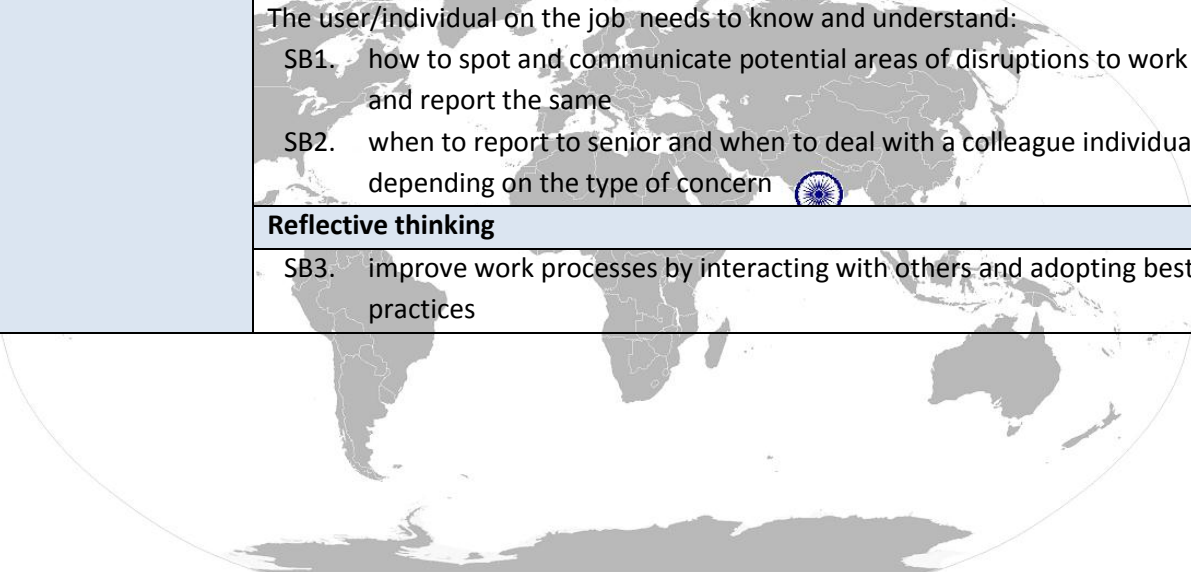 The user/individual on the job needs to know and understand:
SB1. how to spot and communicate potential areas of disruptions to work
and report the same
SB2. when to report to senior and when to deal with a colleague
depending on the type of concern
Reflective thinking
SB3. improve work processes by interacting with others and adopting best
practices